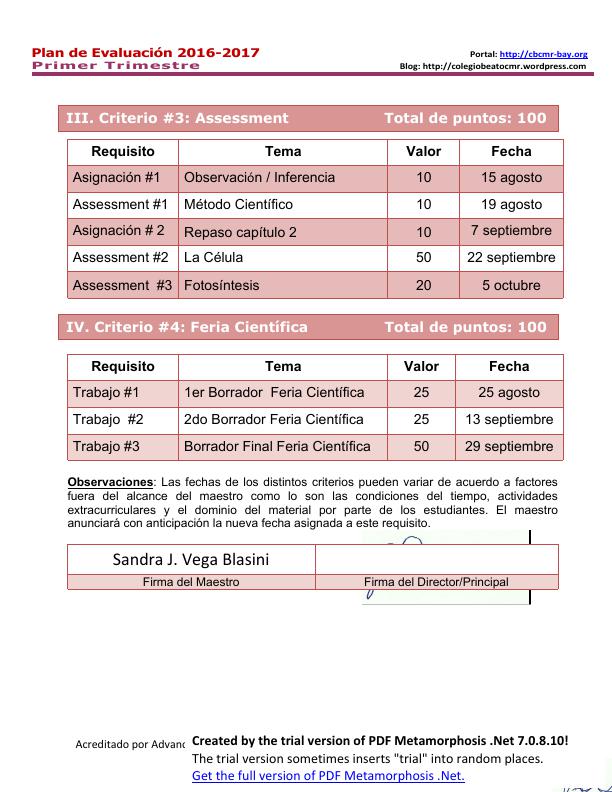 Plan de Evaluación 2016-2017
Portal: http://cbcmr-bay.org
Primer Trimestre
Blog: http://colegiobeatocmr.wordpress.com
III. Criterio #3: Assessment Total de puntos: 100
Requisito Tema Valor Fecha
Asignación #1 Observación / Inferencia 10 15 agosto
Assessment #1 Método Científico 10 19 agosto
Asignación # 2 Repaso capítulo 2 10 7 septiembre
Assessment #2 La Célula 50 22 septiembre
Assessment #3 Fotosíntesis 20 5 octubre
IV. Criterio #4: Feria Científica Total de puntos: 100
Requisito Tema Valor Fecha
Trabajo #1 1er Borrador Feria Científica 25 25 agosto
Trabajo #2 2do Borrador Feria Científica 25 13 septiembre
Trabajo #3 Borrador Final Feria Científica 50 29 septiembre
Observaciones: Las fechas de los distintos criterios pueden variar de acuerdo a factores
fuera del alcance del maestro como lo son las condiciones del tiempo, actividades
extracurriculares y el dominio del material por parte de los estudiantes. El maestro
anunciará con anticipación la nueva fecha asignada a este requisito.
Sandra J. Vega Blasini
Firma del Maestro Firma del Director/Principal
Acreditado por Advanc
Created by the trial version of PDF Metamorphosis .Net 7.0.8.10!
The trial version sometimes inserts "trial" into random places.
Get the full version of PDF Metamorphosis .Net.